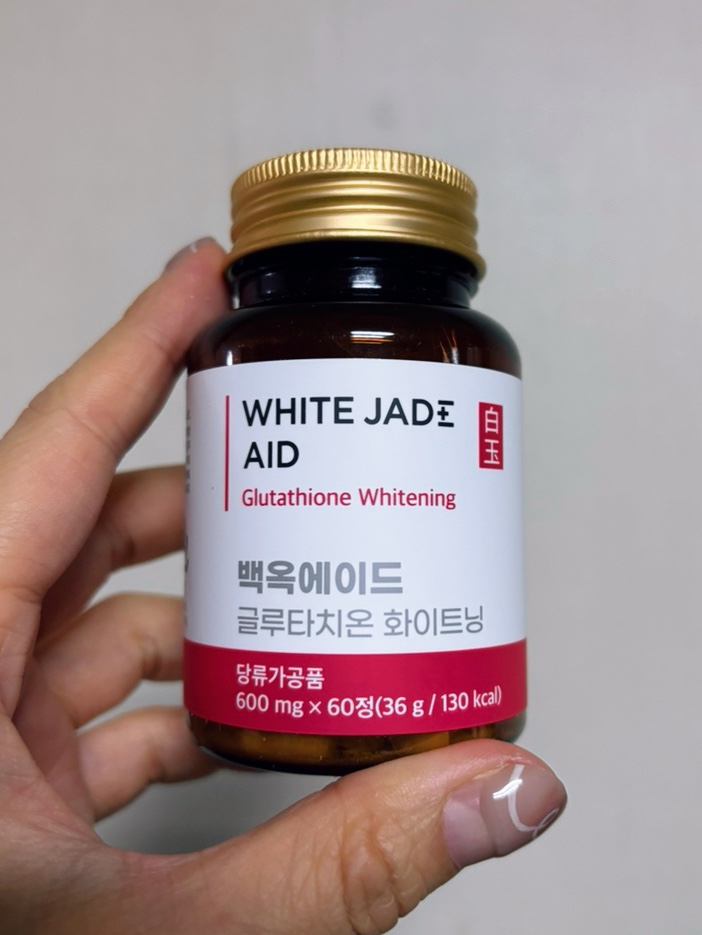 WHITE JADE
AID
白玉
Glutathione Whitening
백옥에이드
글루타치온 화이트닝
당류가공품
600 mg × 60정(36 g / 130 kcal)